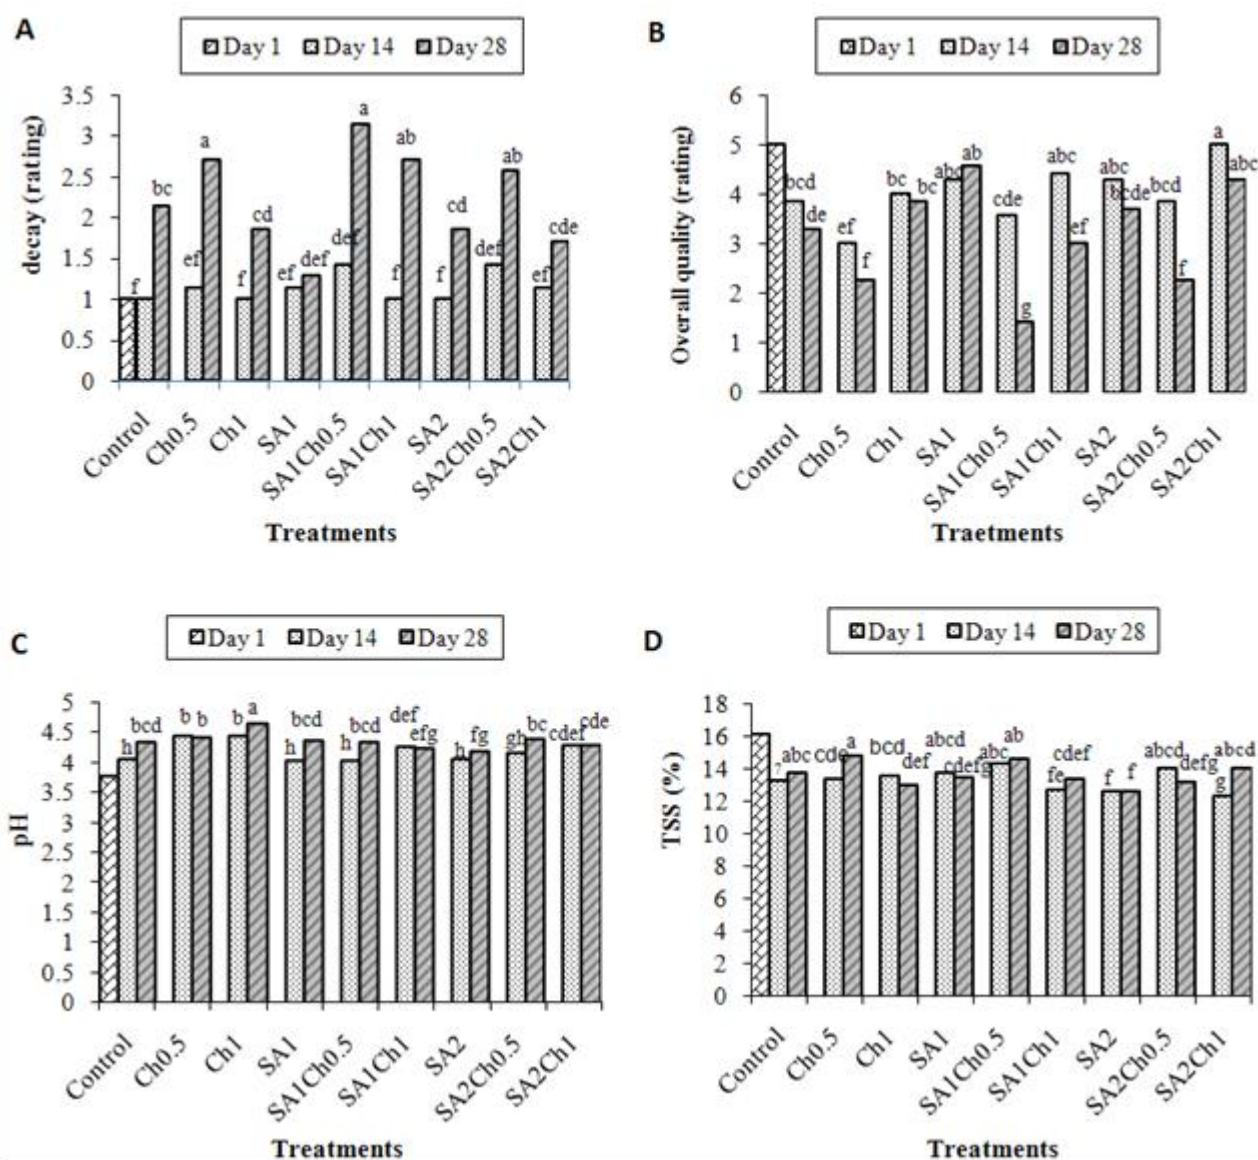 A
Day 1 Day 14 Day 28
decay (rating)
3.5
3
2.5
2
1.5
1
0.5
0
f bc ef a f cd ef def def a f ab f cd def ab ef cde
Control Ch0.5 Ch1 SA1 SA1Ch0.5 SA1Ch1 SA2 SA2Ch0.5 SA2Ch1
Treatments
B
Day 1 Day 14 Day 28
Overall quality (rating)
6
5
4
3
2
1
0
bcd de ef f bc bc abc ab cde g abc ef abc bcde bcd f a abc
Control Ch0.5 Ch1 SA1 SA1Ch0.5 SA1Ch1 SA2 SA2Ch0.5 SA2Ch1
Traetments
C
Day 1 Day 14 Day 28
pH
5
4.5
4
3.5
3
2.5
2
1.5
1
0.5
0
h bcd b b b a h bcd h bcd def efg h fg gh bc cdef cde
Control Ch0.5 Ch1 SA1 SA1Ch0.5 SA1Ch1 SA2 SA2Ch0.5 SA2Ch1
Treatments
D
Day 1 Day 14 Day 28
TSS (%)
18
16
14
12
10
8
6
4
2
0
abc cde a bcd def abcd cdefg abc ab fe cdef f f abcd defg g abcd
Control Ch0.5 Ch1 SA1 SA1Ch0.5 SA1Ch1 SA2 SA2Ch0.5 SA2Ch1
Treatments